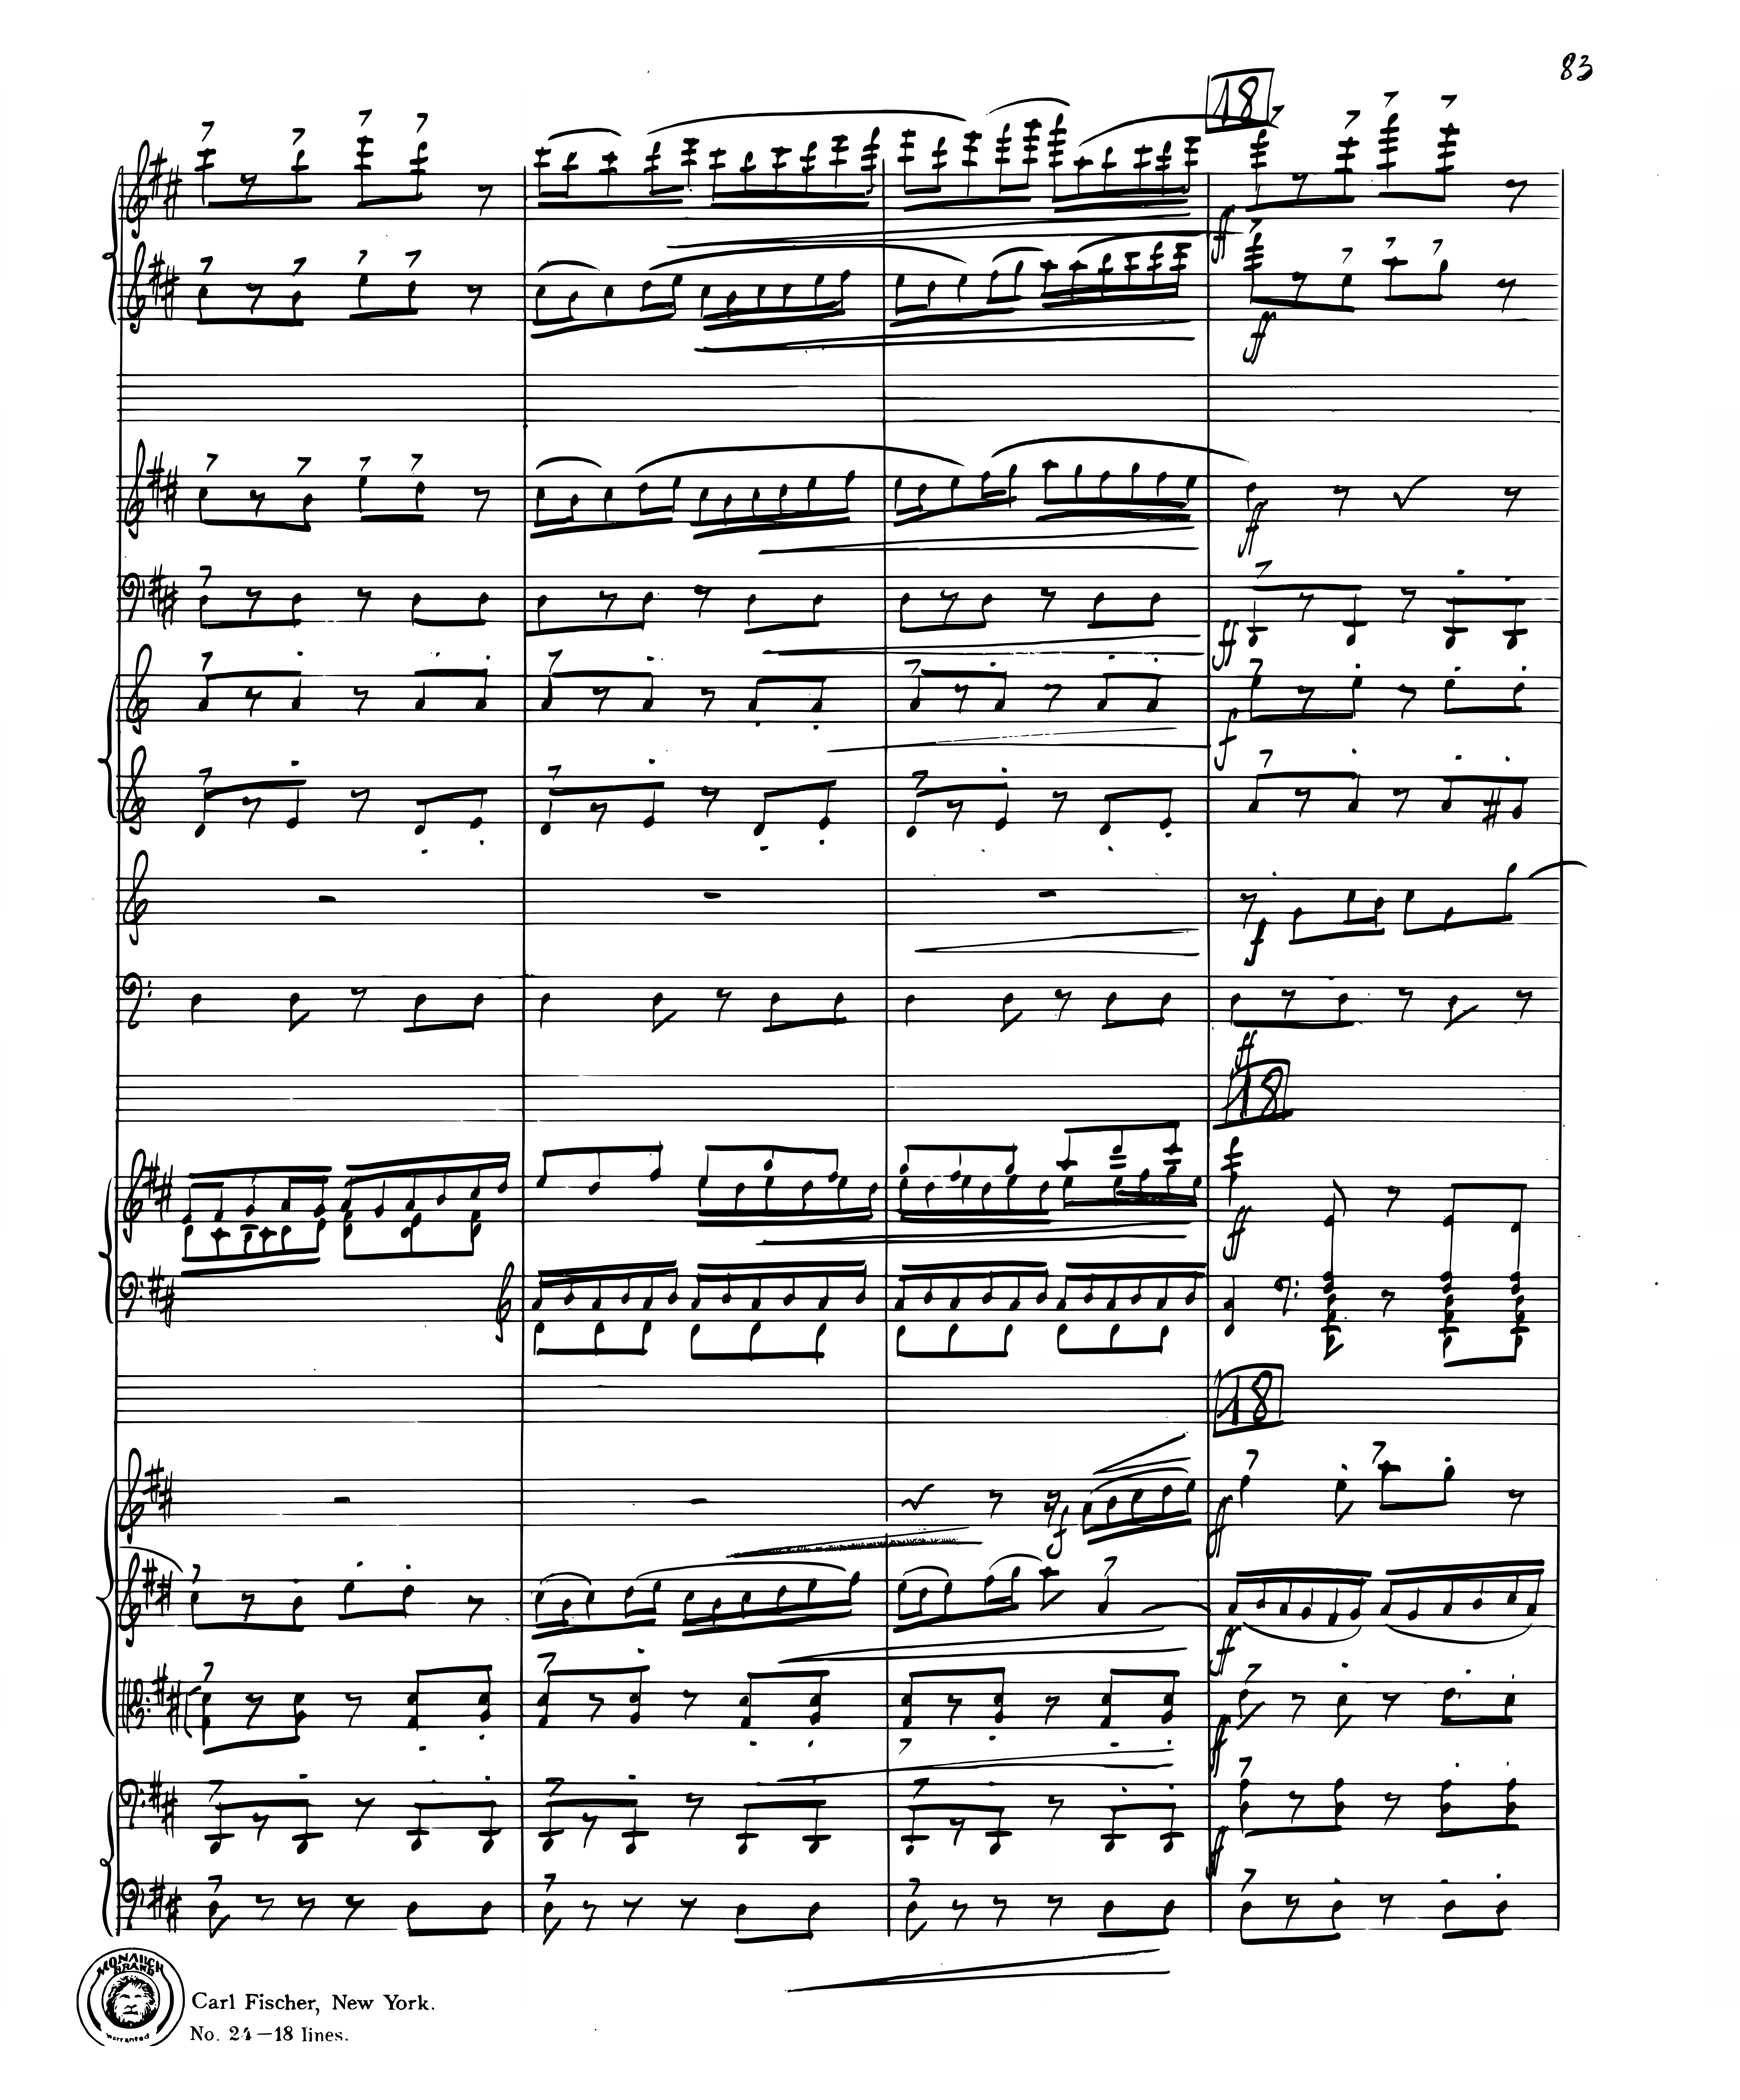 83
18
ff
ff
ff
ff
f
f
ff
18
ff
18
f
ff
ff
ff
ff
MONARCH
BRAND
warranted
Carl Fischer, New York.
No. 24—18 lines.